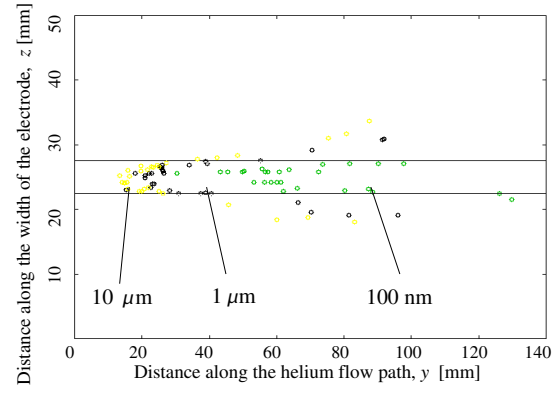 Distance along the width of the electrode, z [mm]
50
40
30
20
10
10 μm
1 μm
100 nm
0 20 40 60 80 100 120 140
Distance along the helium flow path, y [mm]